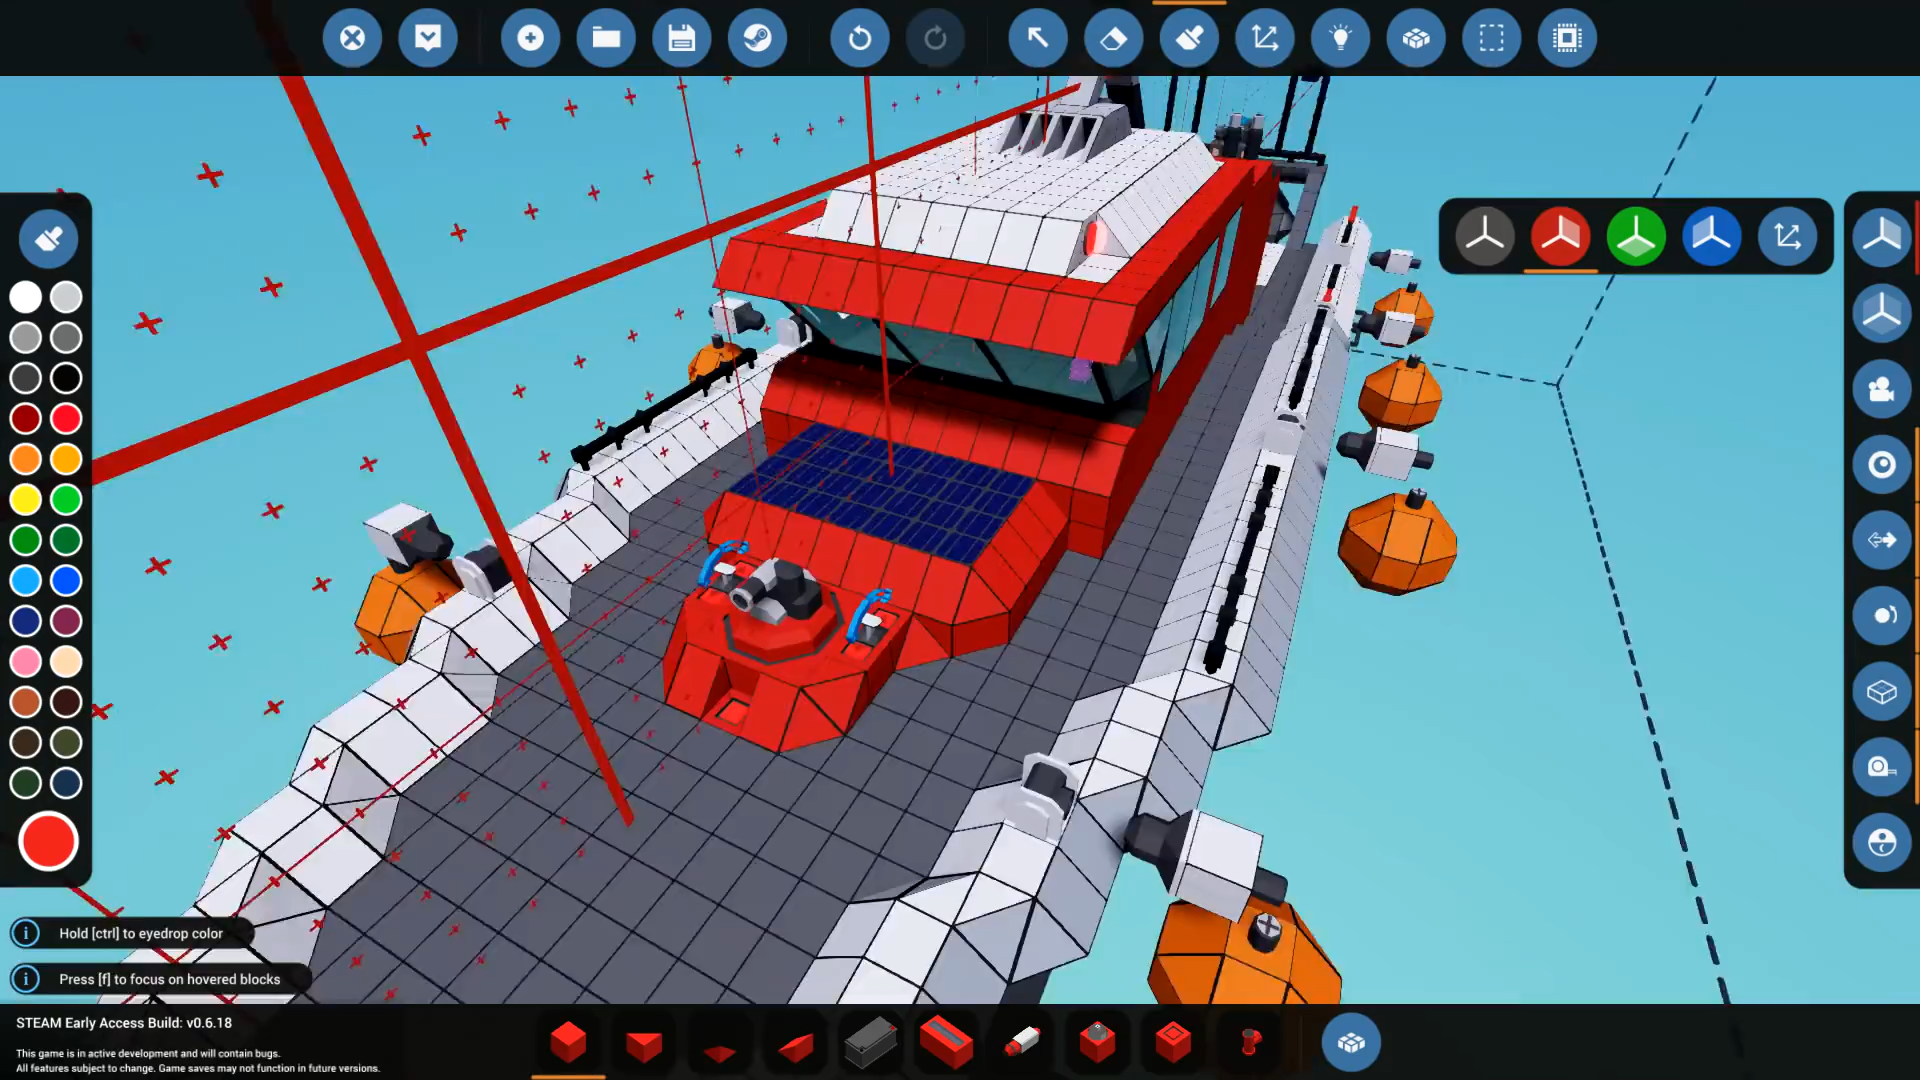 Hold [ctrl] to eyedrop color
Press [f] to focus on hovered blocks
STEAM Early Access Build: v0.6.18
This game is in active development and will contain bugs.
All features subject to change. Game saves may not function in future versions.